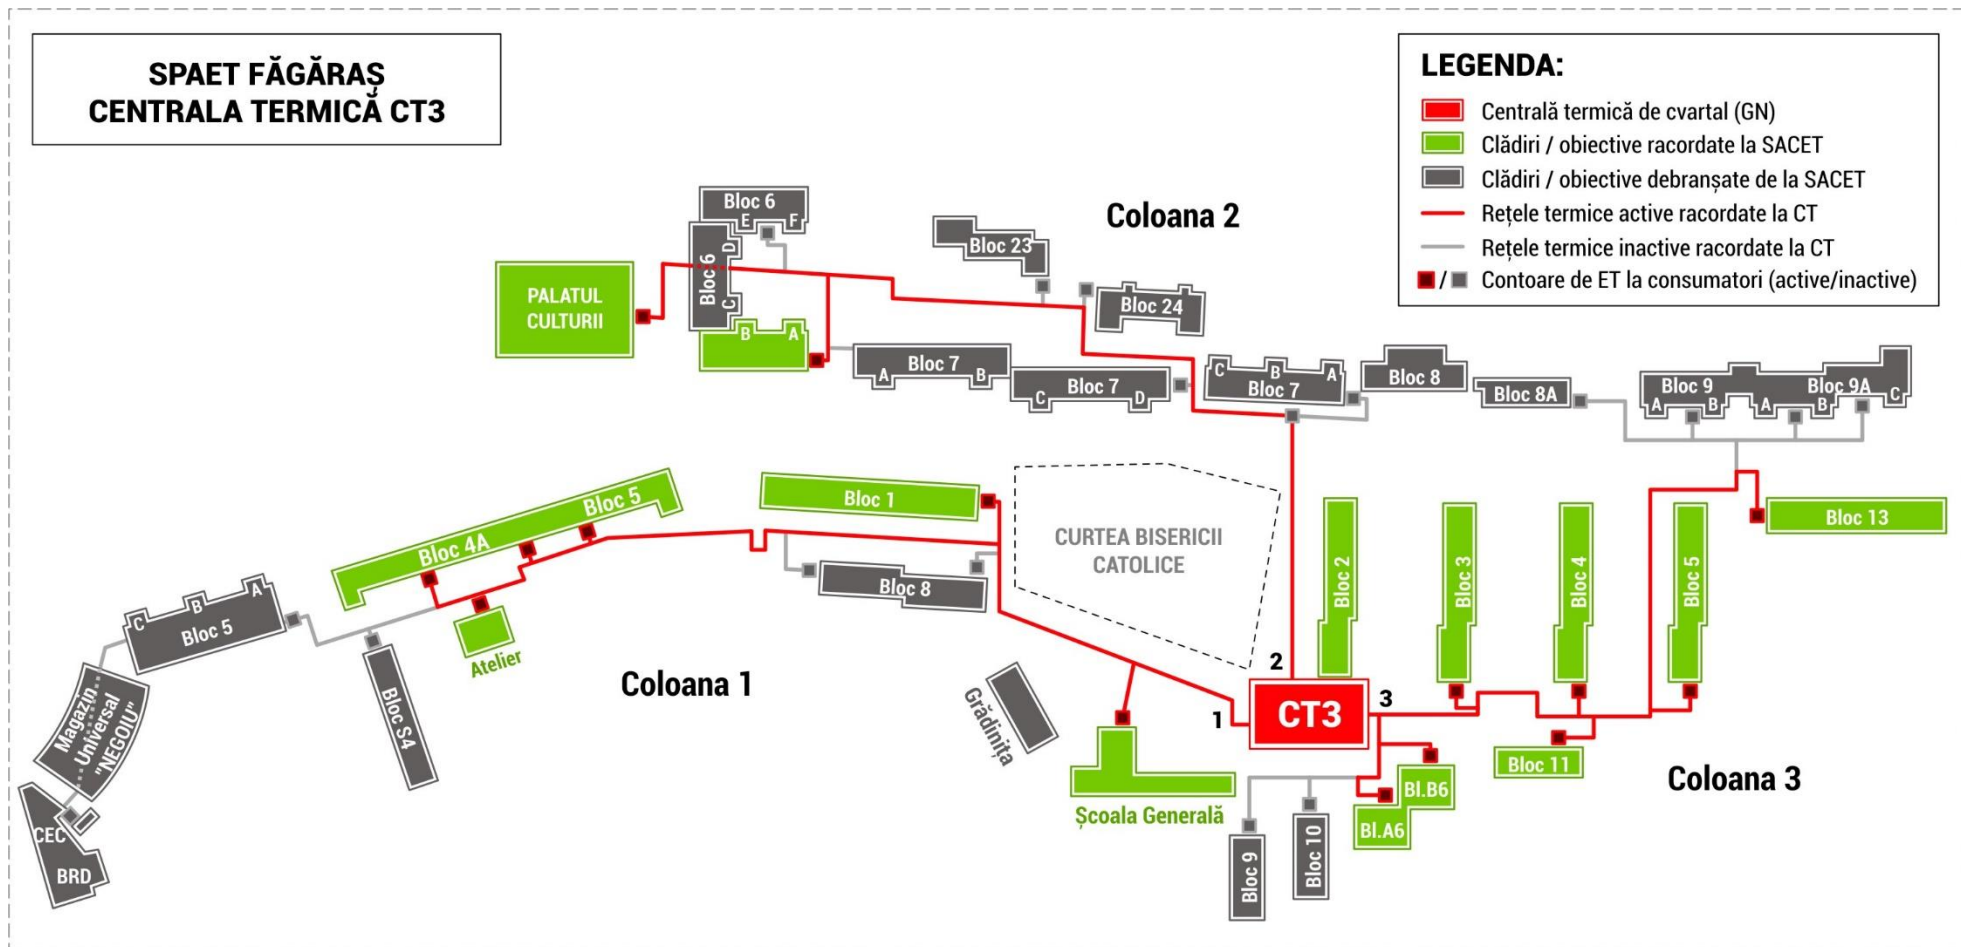 SPAET FĂGĂRAȘ
CENTRALA TERMICĂ CT3
LEGENDA:
Centrală termică de cvartal (GN)
Clădiri / obiective racordate la SACET
Clădiri / obiective debranșate de la SACET
Rețele termice active racordate la CT
Rețele termice inactive racordate la CT
/ Contoare de ET la consumatori (active/inactive)
Coloana 2
Bloc 6
E F
D
Bloc 6
C
B A
PALATUL
CULTURII
Bloc 23
Bloc 24
Bloc 7
A B
Bloc 7
C D
C B A
Bloc 7
Bloc 8
Bloc 8A
Bloc 9
A B
Bloc 9A
A B C
Bloc 1
Bloc 5
Bloc 4A
Bloc 8
CURTEA BISERICII
CATOLICE
Bloc 2
Bloc 3
Bloc 4
Bloc 5
Bloc 13
C B A
Bloc 5
Atelier
Bloc S4
Magazin
Universal
"NEGOIU"
CEC
BRD
Coloana 1
Grădinița
Școala Generală
1
2
3
CT3
Bloc 11
Coloana 3
Bl.B6
Bl.A6
Bloc 9
Bloc 10